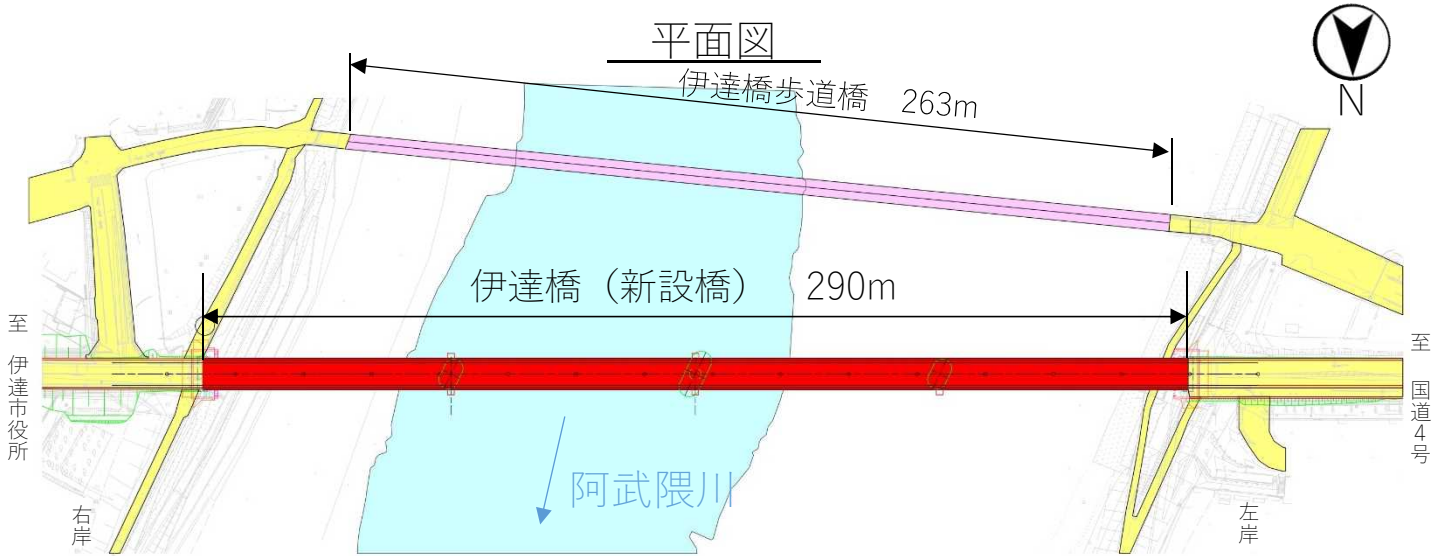 平面図
伊達橋歩道橋 263m
N
伊達橋（新設橋） 290m
至 伊達市役所
至 国道4号
阿武隈川
右岸
左岸